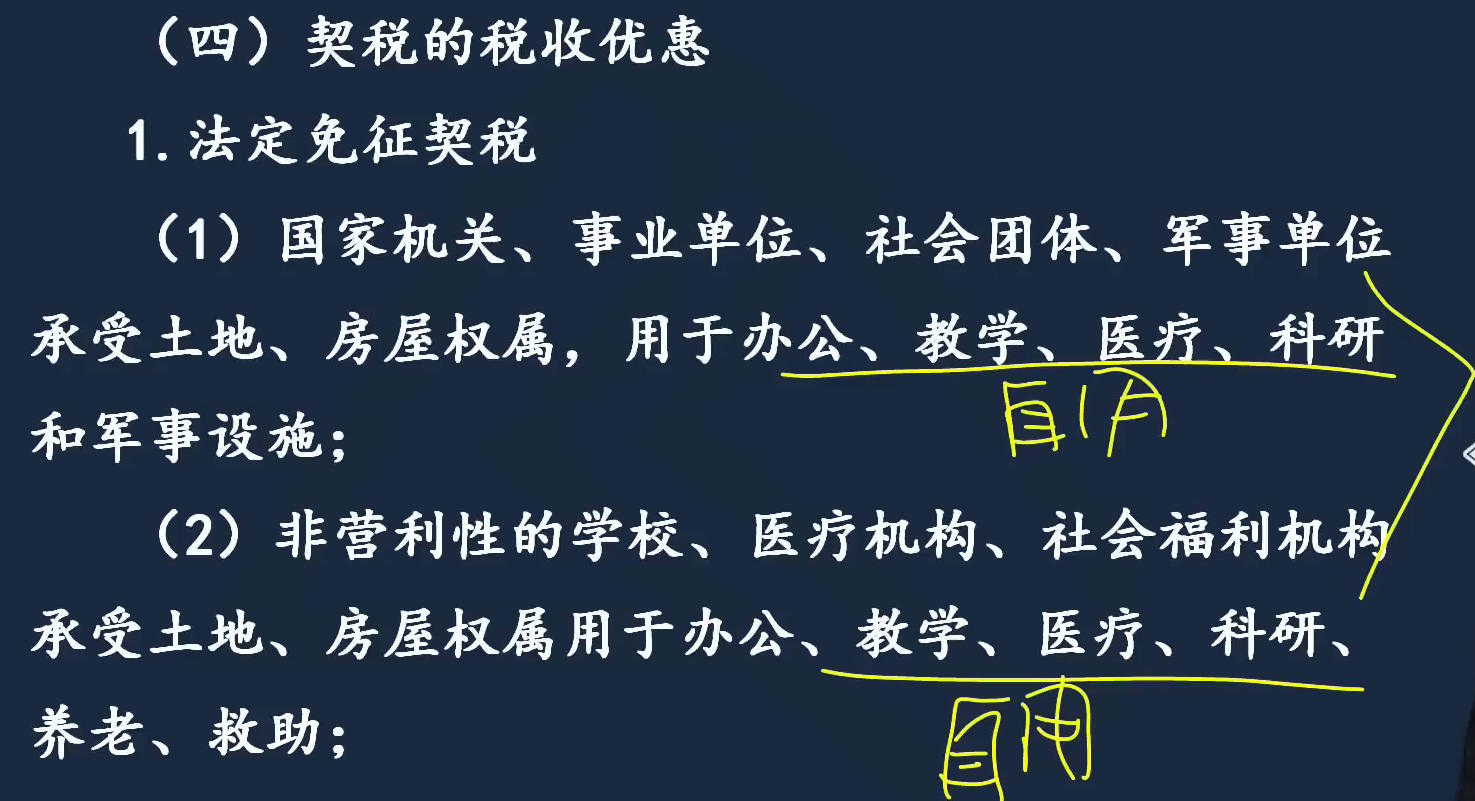 （四）契税的税收优惠
1.法定免征契税
（1）国家机关、事业单位、社会团体、军事单位
承受土地、房屋权属，用于办公、教学、医疗、科研
自用
和军事设施；
（2）非营利性的学校、医疗机构、社会福利机构
承受土地、房屋权属用于办公、教学、医疗、科研、
自用
养老、救助；